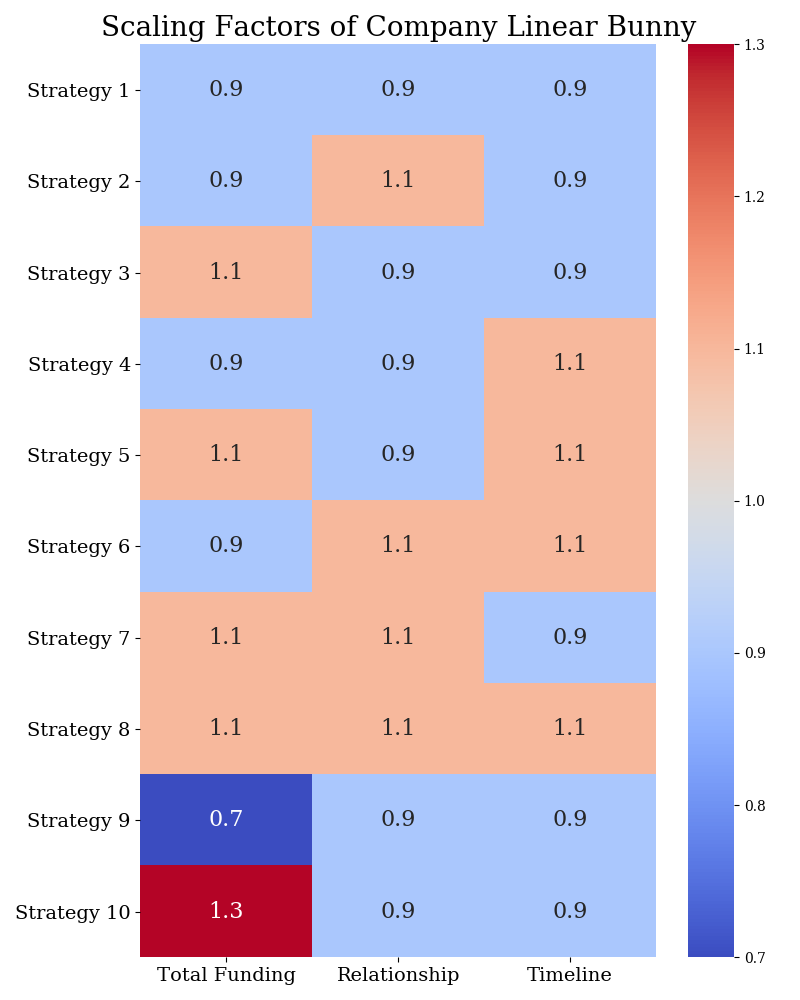 Scaling Factors of Company Linear Bunny
Strategy 1 0.9 0.9 0.9
Strategy 2 0.9 1.1 0.9
Strategy 3 1.1 0.9 0.9
Strategy 4 0.9 0.9 1.1
Strategy 5 1.1 0.9 1.1
Strategy 6 0.9 1.1 1.1
Strategy 7 1.1 1.1 0.9
Strategy 8 1.1 1.1 1.1
Strategy 9 0.7 0.9 0.9
Strategy 10 1.3 0.9 0.9
Total Funding Relationship Timeline
1.3
1.2
1.1
1.0
0.9
0.8
0.7